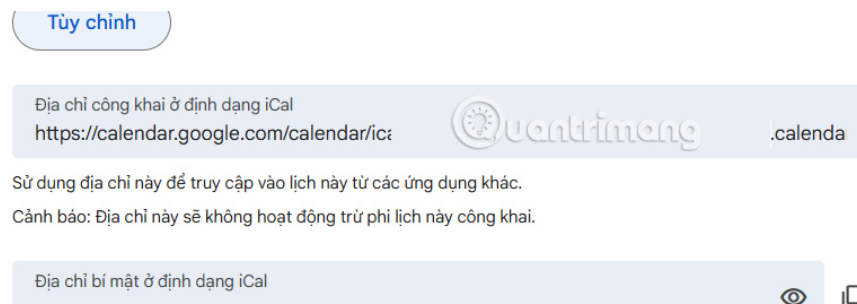 Tùy chỉnh
Địa chỉ công khai ở định dạng iCal
https://calendar.google.com/calendar/ica .calenda
Quantrimang
Sử dụng địa chỉ này để truy cập vào lịch này từ các ứng dụng khác.
Cảnh báo: Địa chỉ này sẽ không hoạt động trừ phi lịch này công khai.
Địa chỉ bí mật ở định dạng iCal